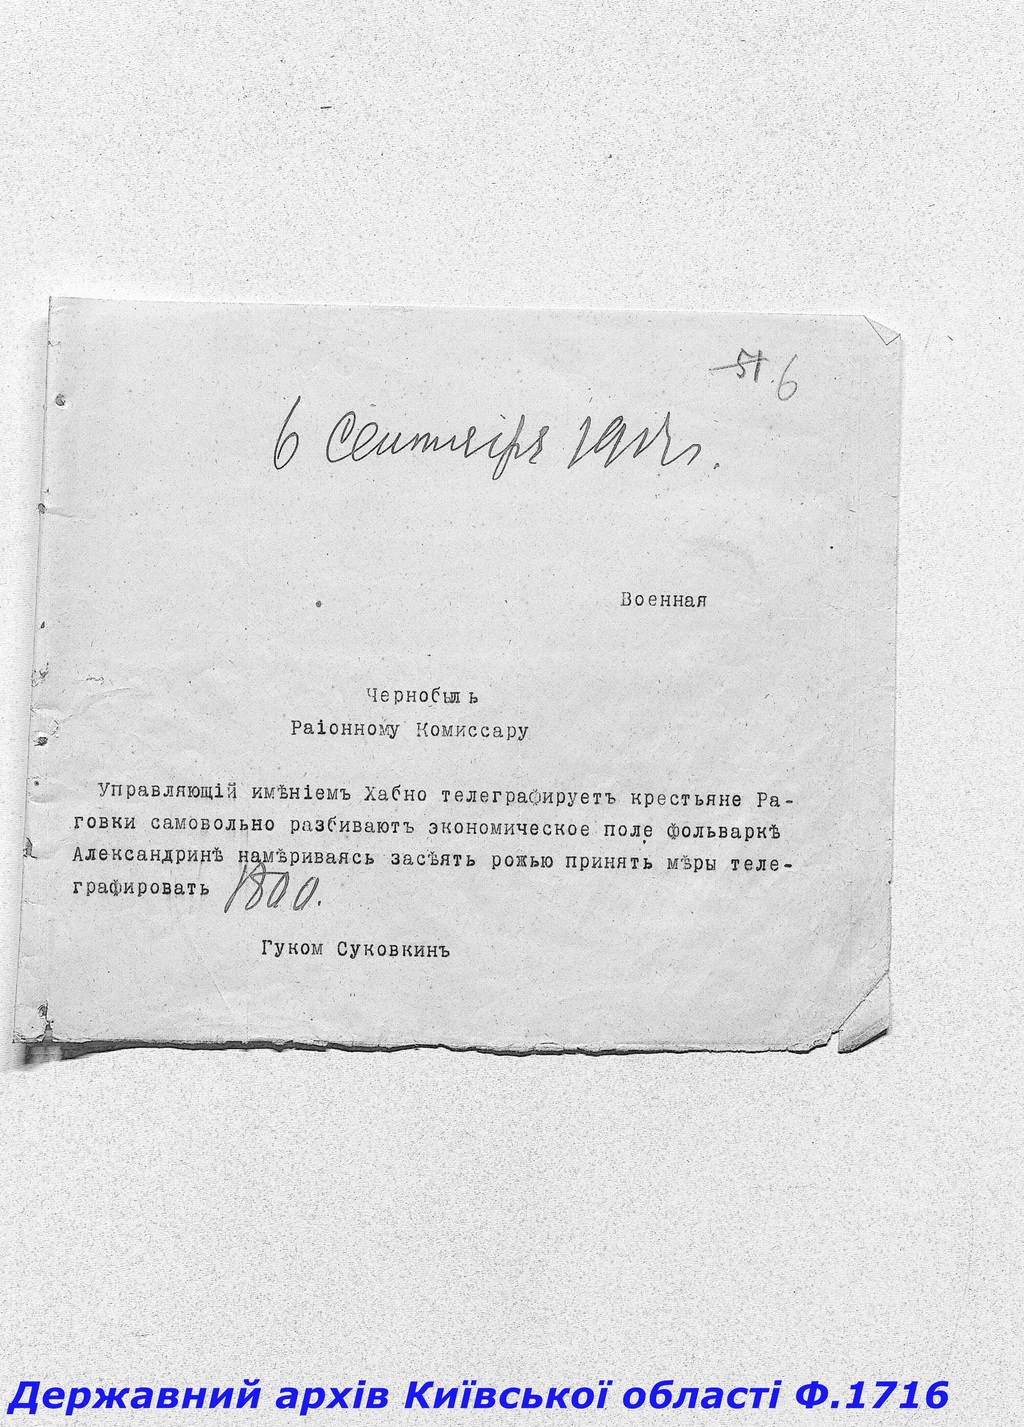 51 6
6 Сентября 1917 г.
Военная
Чернобыль
Раіонному Комиссару
Управляющій имѣніемъ Хабно телеграфируетъ крестьяне Ра-
говки самовольно разбиваютъ экономическое поле фольваркѣ
Александринѣ намѣриваясь засѣять рожью принять мѣры теле-
графировать 1800.
Гуком Суковкинъ
Державний архів Київської області Ф.1716